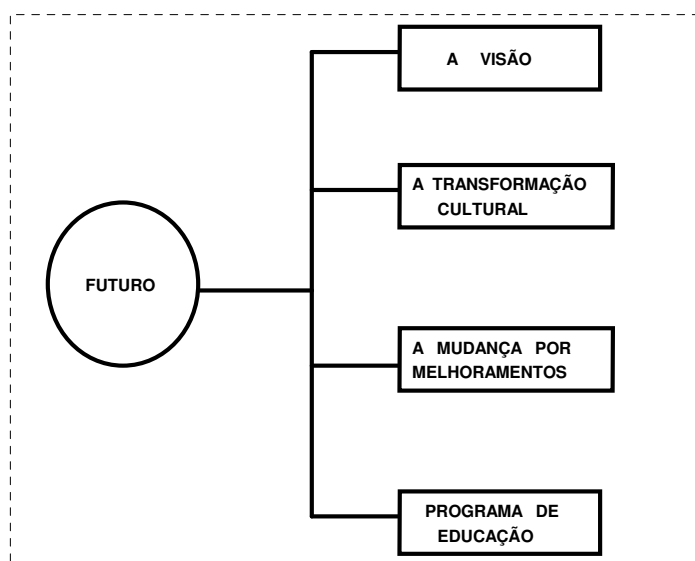 A VISÃO
A TRANSFORMAÇÃO
CULTURAL
FUTURO
A MUDANÇA POR
MELHORAMENTOS
PROGRAMA DE
EDUCAÇÃO